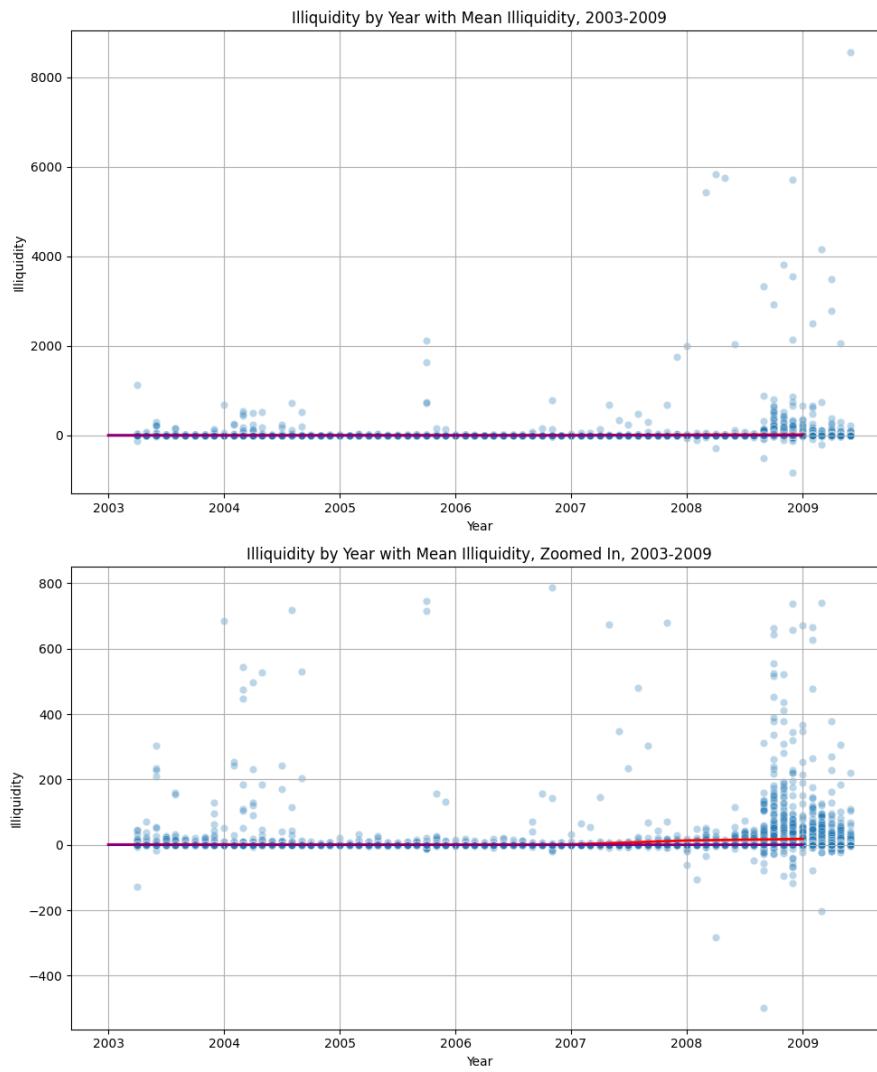 Illiquidity by Year with Mean Illiquidity, 2003-2009
8000
6000
4000
2000
0
Illiquidity
2003 2004 2005 2006 2007 2008 2009
Year
Illiquidity by Year with Mean Illiquidity, Zoomed In, 2003-2009
800
600
400
200
0
−200
−400
Illiquidity
2003 2004 2005 2006 2007 2008 2009
Year